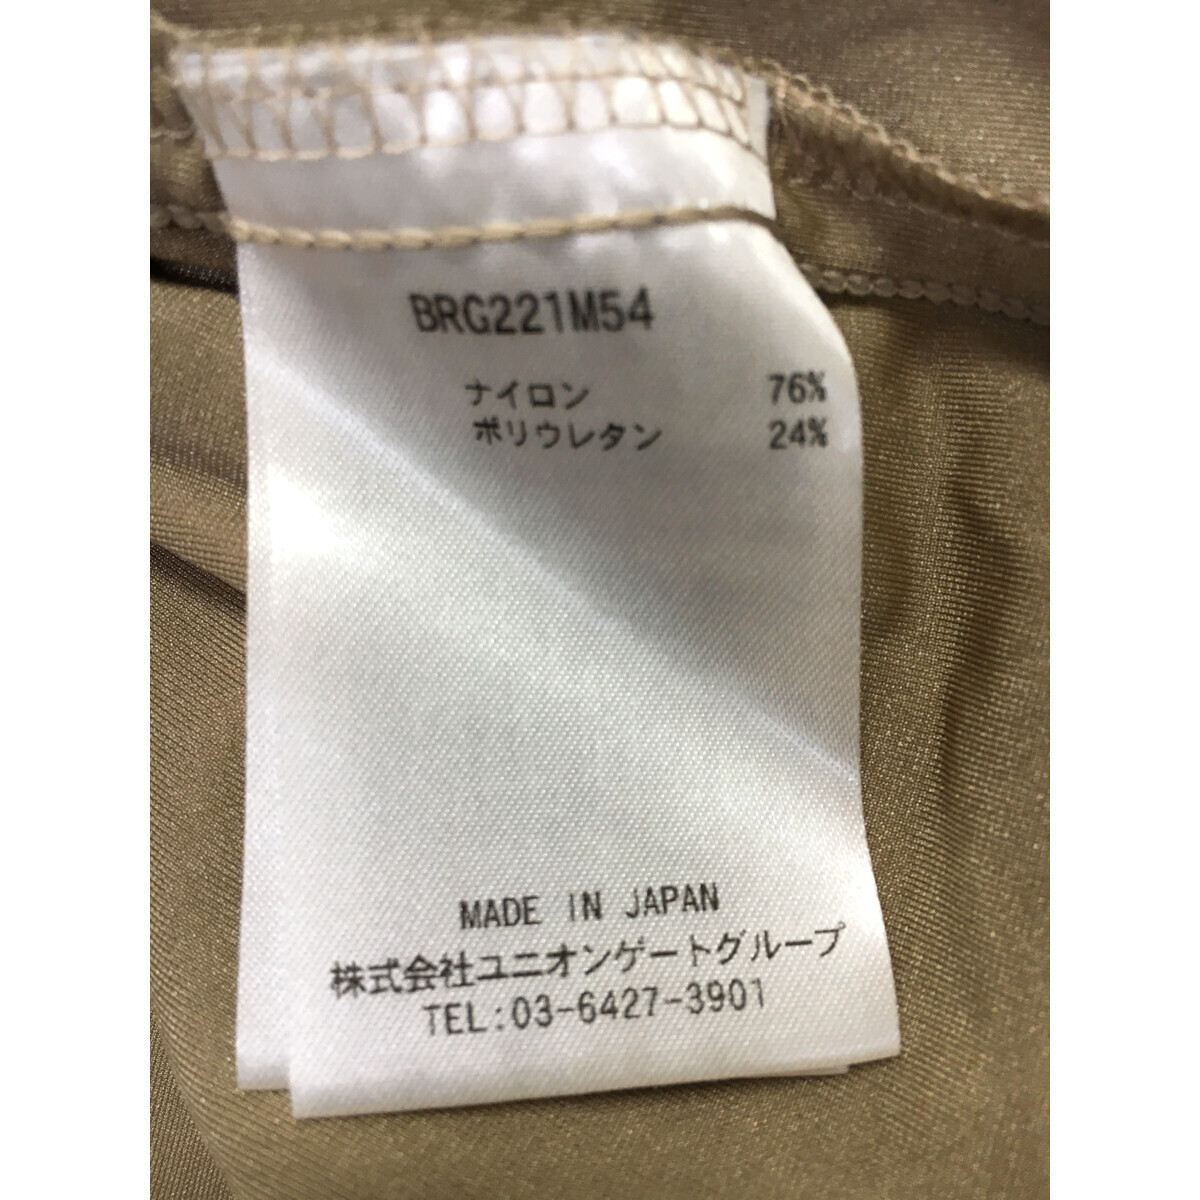 BRG221M54
ナイロン 76%
ポリウレタン 24%
MADE IN JAPAN
株式会社ユニオンゲートグループ
TEL:03-6427-3901